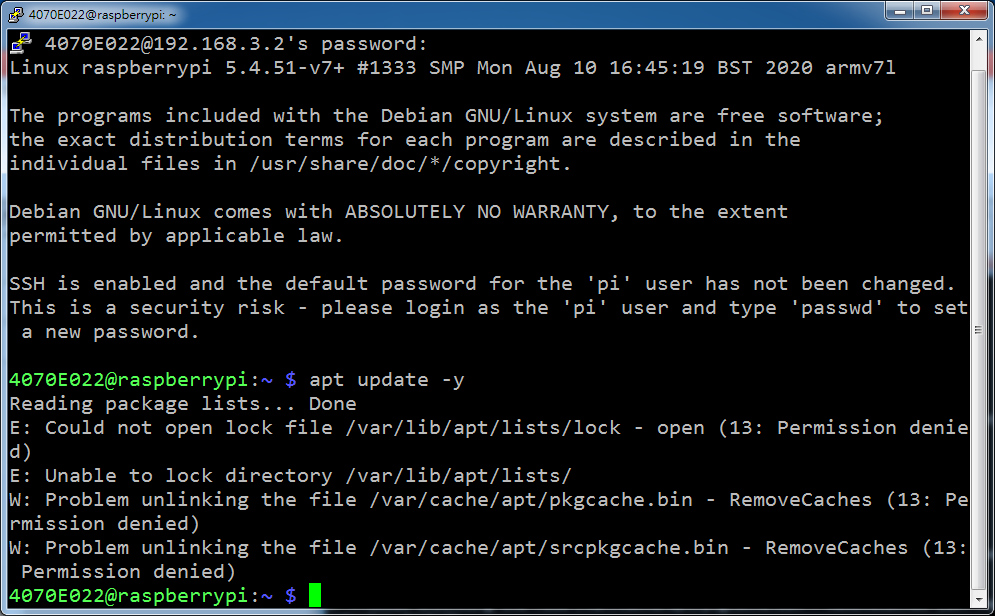 4070E022@raspberrypi: ~
4070E022@192.168.3.2's password:
Linux raspberrypi 5.4.51-v7+ #1333 SMP Mon Aug 10 16:45:19 BST 2020 armv7l
The programs included with the Debian GNU/Linux system are free software;
the exact distribution terms for each program are described in the
individual files in /usr/share/doc/*/copyright.
Debian GNU/Linux comes with ABSOLUTELY NO WARRANTY, to the extent
permitted by applicable law.
SSH is enabled and the default password for the 'pi' user has not been changed.
This is a security risk - please login as the 'pi' user and type 'passwd' to set
 a new password.
4070E022@raspberrypi:~ $ apt update -y
Reading package lists... Done
E: Could not open lock file /var/lib/apt/lists/lock - open (13: Permission denie
d)
E: Unable to lock directory /var/lib/apt/lists/
W: Problem unlinking the file /var/cache/apt/pkgcache.bin - RemoveCaches (13: Pe
rmission denied)
W: Problem unlinking the file /var/cache/apt/srcpkgcache.bin - RemoveCaches (13:
 Permission denied)
4070E022@raspberrypi:~ $